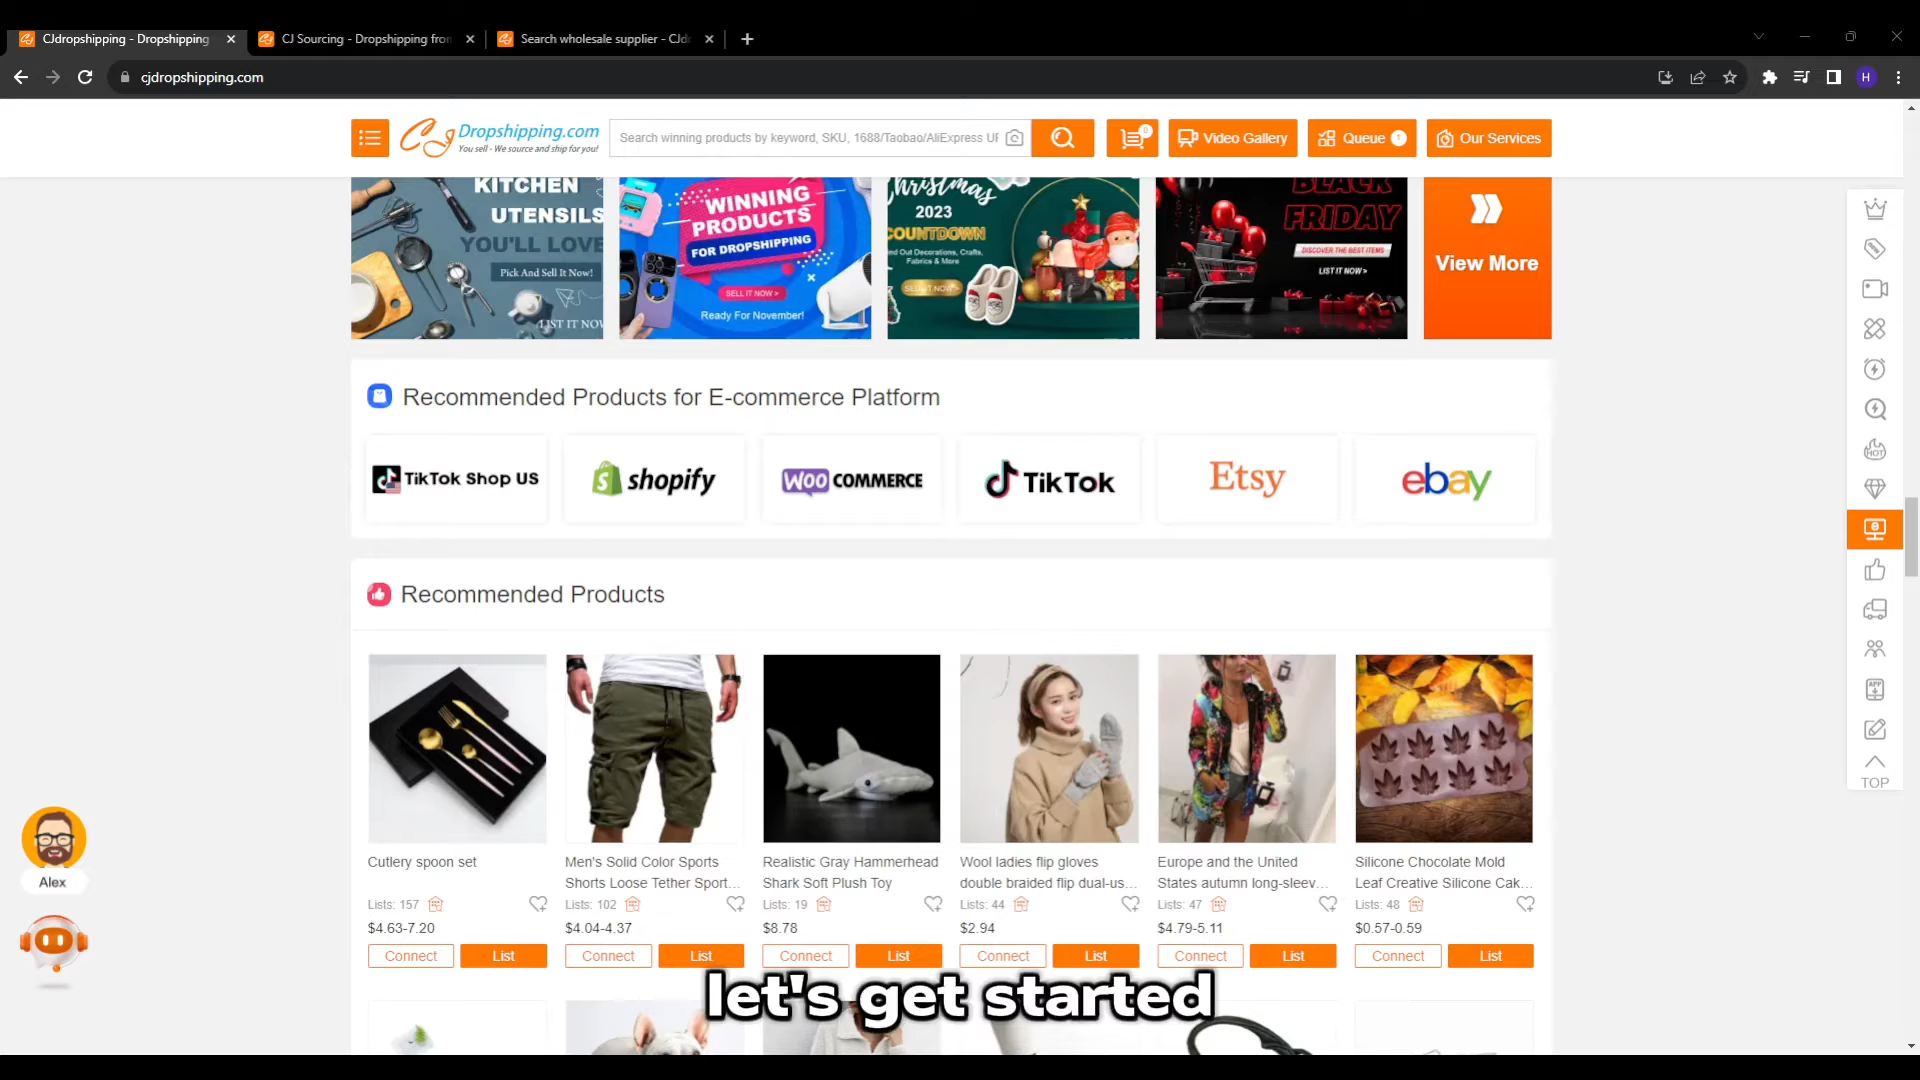 CJdropshipping - Dropshipping
CJ Sourcing - Dropshipping from
Search wholesale supplier - CJd
cjdropshipping.com
H
CJ Dropshipping.com
You sell - We source and ship for you!
Search winning products by keyword, SKU, 1688/Taobao/AliExpress UR
0
Video Gallery
Queue 1
Our Services
KITCHEN
UTENSILS
YOU'LL LOVE
Pick And Sell It Now!
LIST IT NOW
WINNING
PRODUCTS
FOR DROPSHIPPING
SELL IT NOW >
Ready For November!
Christmas
2023
COUNTDOWN
Find Out Decorations, Crafts,
Fabrics & More
SELL IT NOW >
BLACK
FRIDAY
DISCOVER THE BEST ITEMS
LIST IT NOW >
View More
Recommended Products for E-commerce Platform
TikTok Shop US
shopify
WOO COMMERCE
TikTok
Etsy
ebay
Recommended Products
Cutlery spoon set
Lists: 157
$4.63-7.20
Connect
List
Men's Solid Color Sports
Shorts Loose Tether Sport...
Lists: 102
$4.04-4.37
Connect
List
Realistic Gray Hammerhead
Shark Soft Plush Toy
Lists: 19
$8.78
Connect
List
Wool ladies flip gloves
double braided flip dual-us...
Lists: 44
$2.94
Connect
List
Europe and the United
States autumn long-sleev...
Lists: 47
$4.79-5.11
Connect
List
Silicone Chocolate Mold
Leaf Creative Silicone Cak...
Lists: 48
$0.57-0.59
Connect
List
HOT
APP
TOP
Alex
let's get started